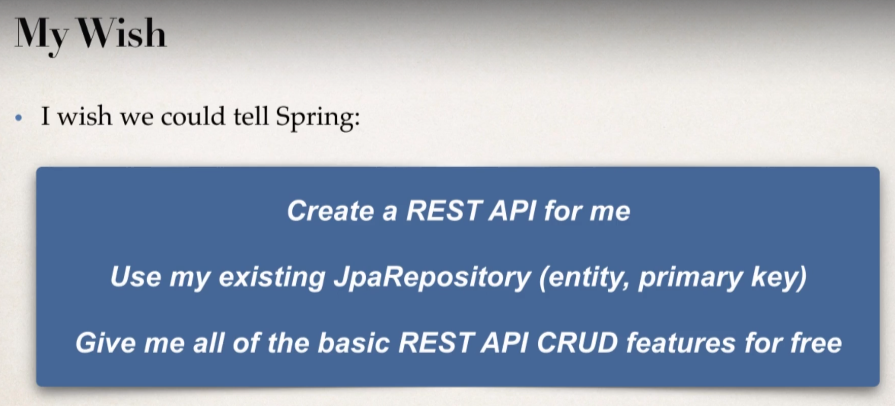 My Wish
• I wish we could tell Spring:
Create a REST API for me
Use my existing JpaRepository (entity, primary key)
Give me all of the basic REST API CRUD features for free